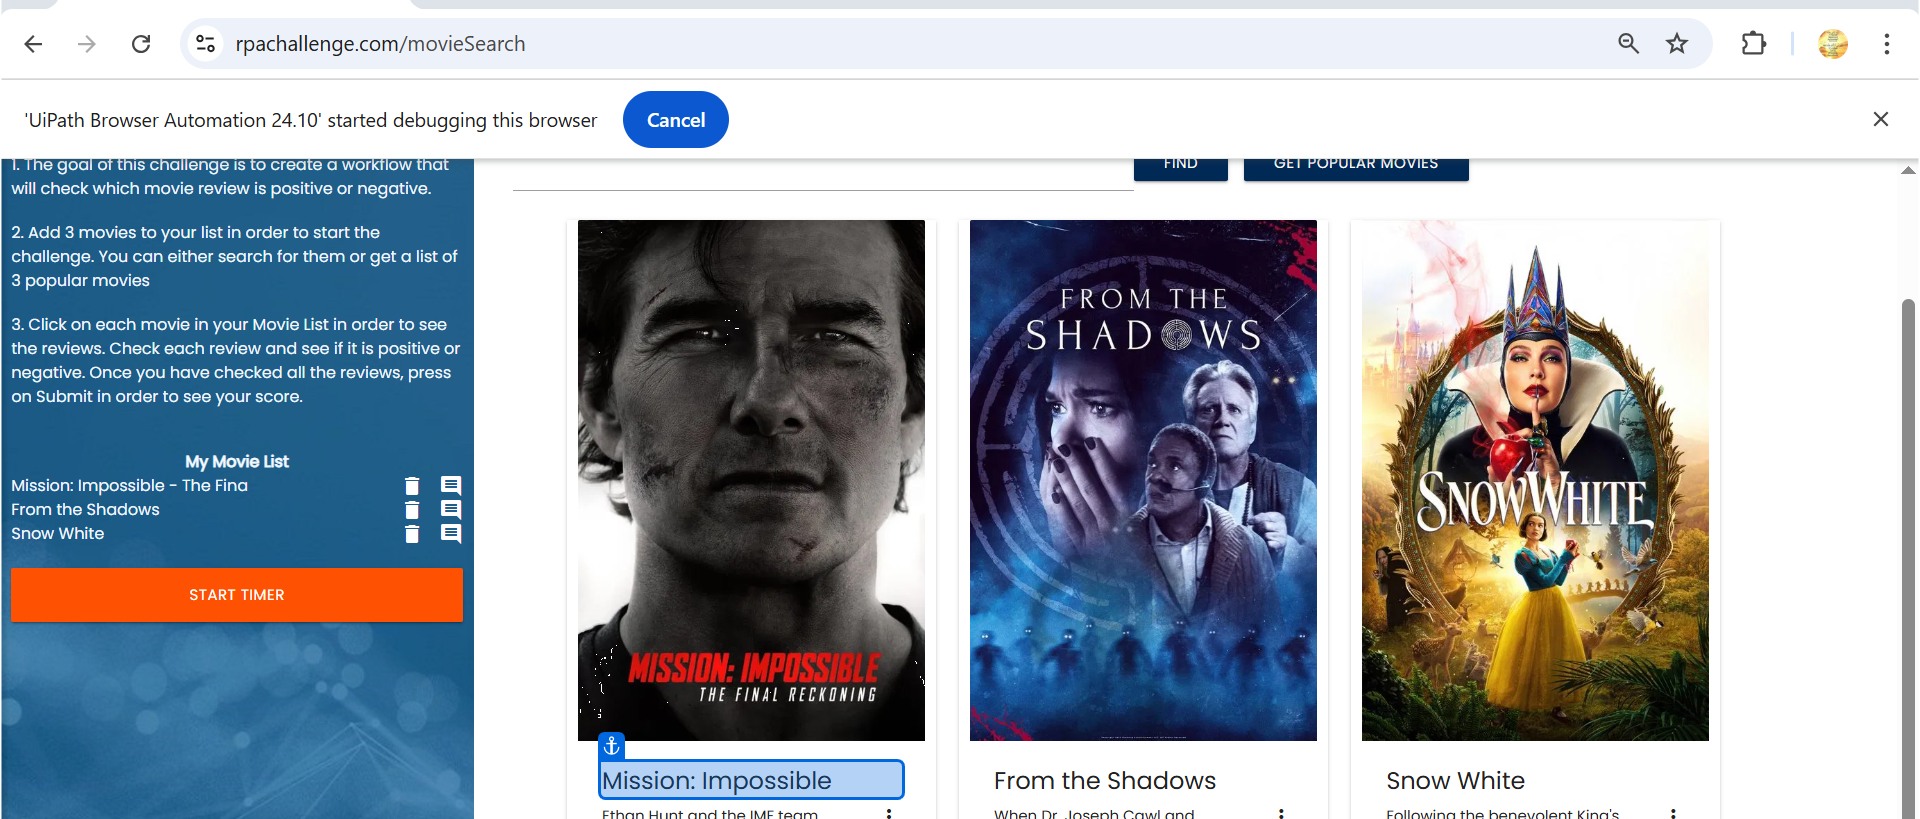 rpachallenge.com/movieSearch
'UiPath Browser Automation 24.10' started debugging this browser
Cancel
1. The goal of this challenge is to create a workflow that
will check which movie review is positive or negative.
2. Add 3 movies to your list in order to start the
challenge. You can either search for them or get a list of
3 popular movies
3. Click on each movie in your Movie List in order to see
the reviews. Check each review and see if it is positive or
negative. Once you have checked all the reviews, press
on Submit in order to see your score.
My Movie List
Mission: Impossible - The Fina
From the Shadows
Snow White
START TIMER
FIND
GET POPULAR MOVIES
MISSION: IMPOSSIBLE
THE FINAL RECKONING
Mission: Impossible
Ethan Hunt and the IMF team
FROM THE
SHADOWS
From the Shadows
When Dr. Joseph Cawl and
SNOW WHITE
Snow White
Following the benevolent King's